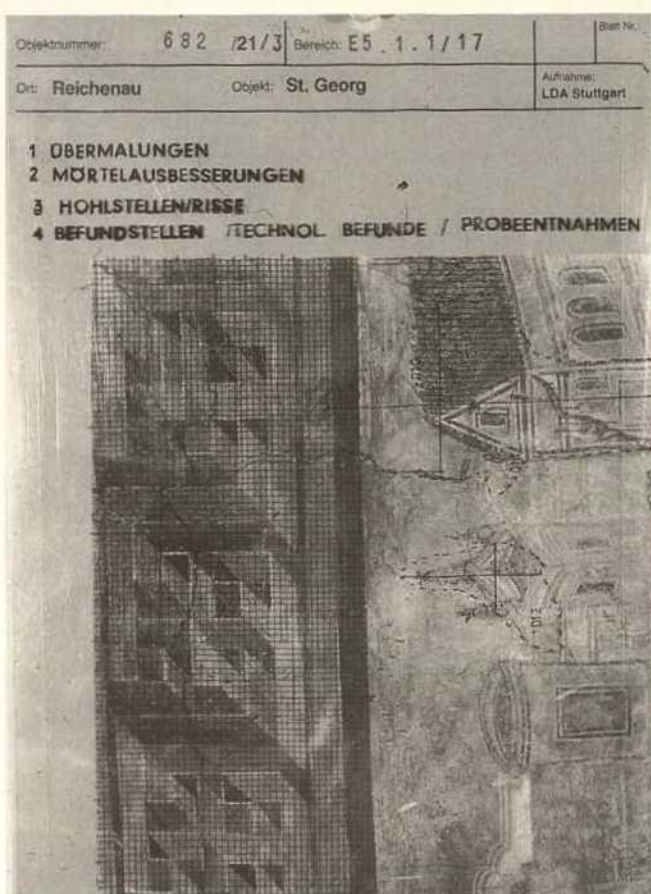 Objektnummer: 682 /21/3 Bereich: E5.1.1/17 Blatt Nr.:
Ort: Reichenau Objekt: St. Georg Aufnahme: LDA Stuttgart
1 ÜBERMALUNGEN
2 MÖRTELAUSBESSERUNGEN
3 HOHLSTELLEN/RISSE
4 BEFUNDSTELLEN /TECHNOL. BEFUNDE / PROBEENTNAHMEN